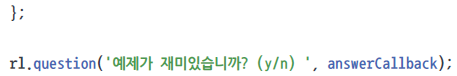 };
rl.question('예제가 재미있습니까? (y/n) ', answerCallback);